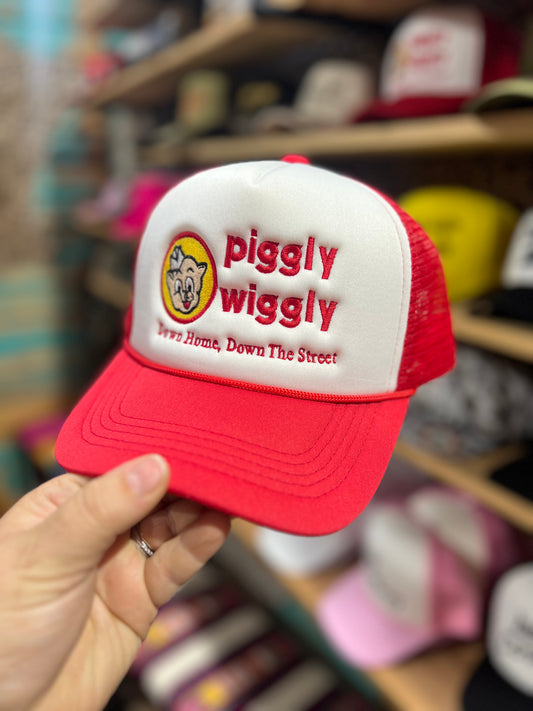 piggly
wiggly
Down Home, Down The Street